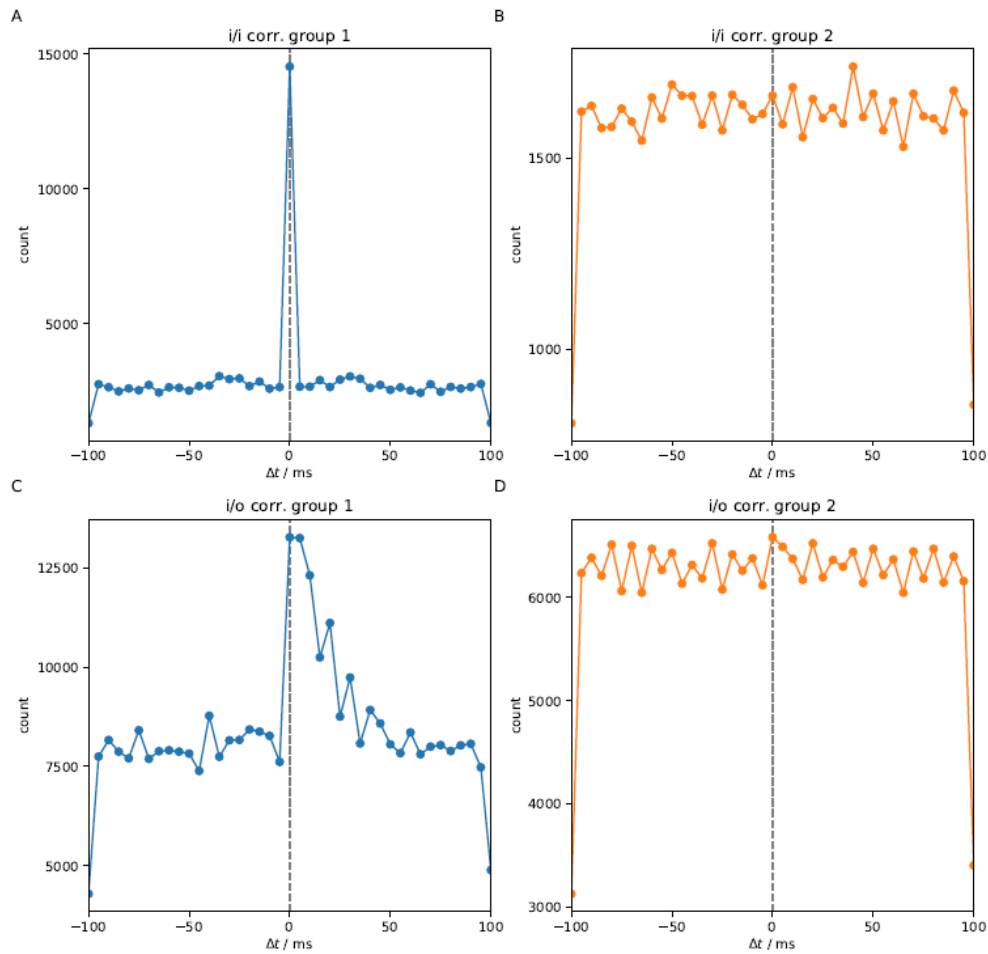 A
i/i corr. group 1
15000
10000
5000
count
−100 −50 0 50 100
Δt / ms
B
i/i corr. group 2
1500
1000
count
−100 −50 0 50 100
Δt / ms
C
i/o corr. group 1
12500
10000
7500
5000
count
−100 −50 0 50 100
Δt / ms
D
i/o corr. group 2
6000
5000
4000
3000
count
−100 −50 0 50 100
Δt / ms